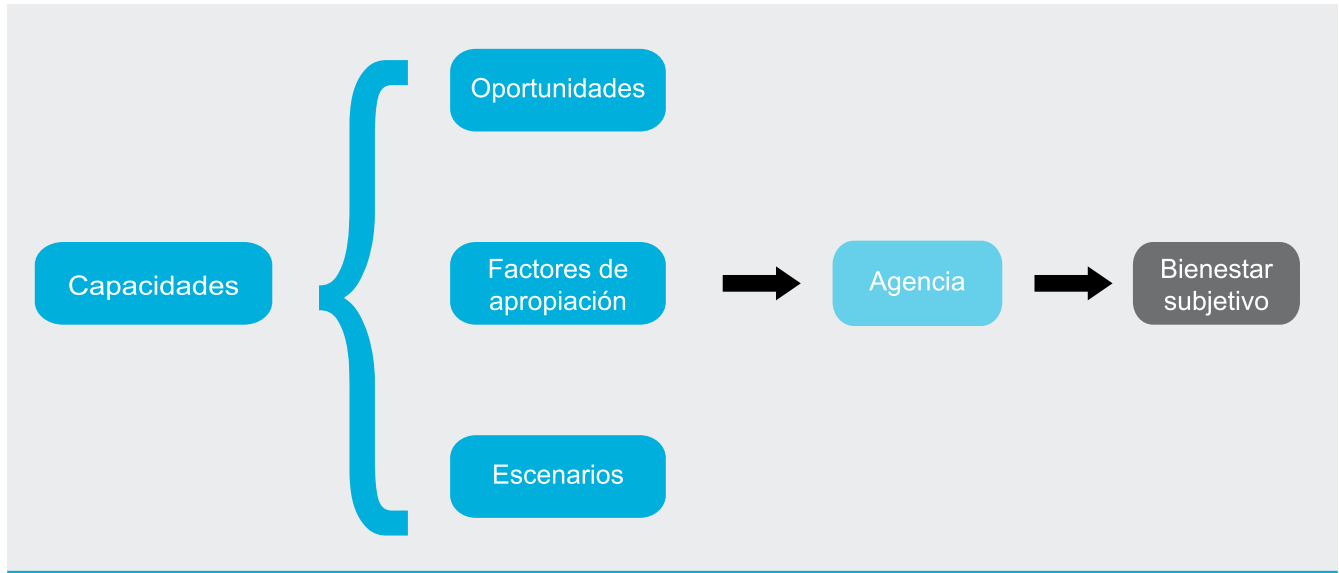 Capacidades
Oportunidades
Factores de
apropiación
Escenarios
Agencia
Bienestar
subjetivo